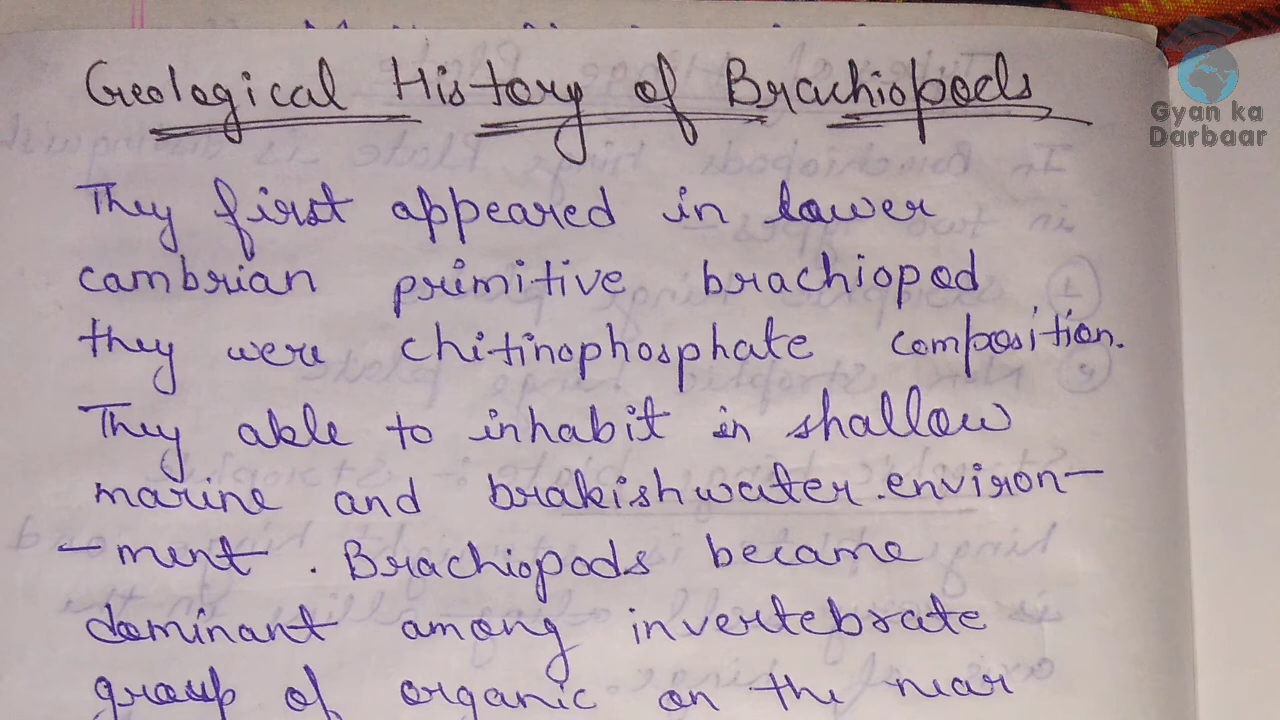 Geological History of Brachiopods
Gyan ka
Darbaar
They first appeared in lower
cambrian primitive brachiopod
they were chitinophosphate composition.
They able to inhabit in shallow
marine and brakishwater environ-
-ment. Brachiopods became
dominant among invertebrate
group of organic on the near